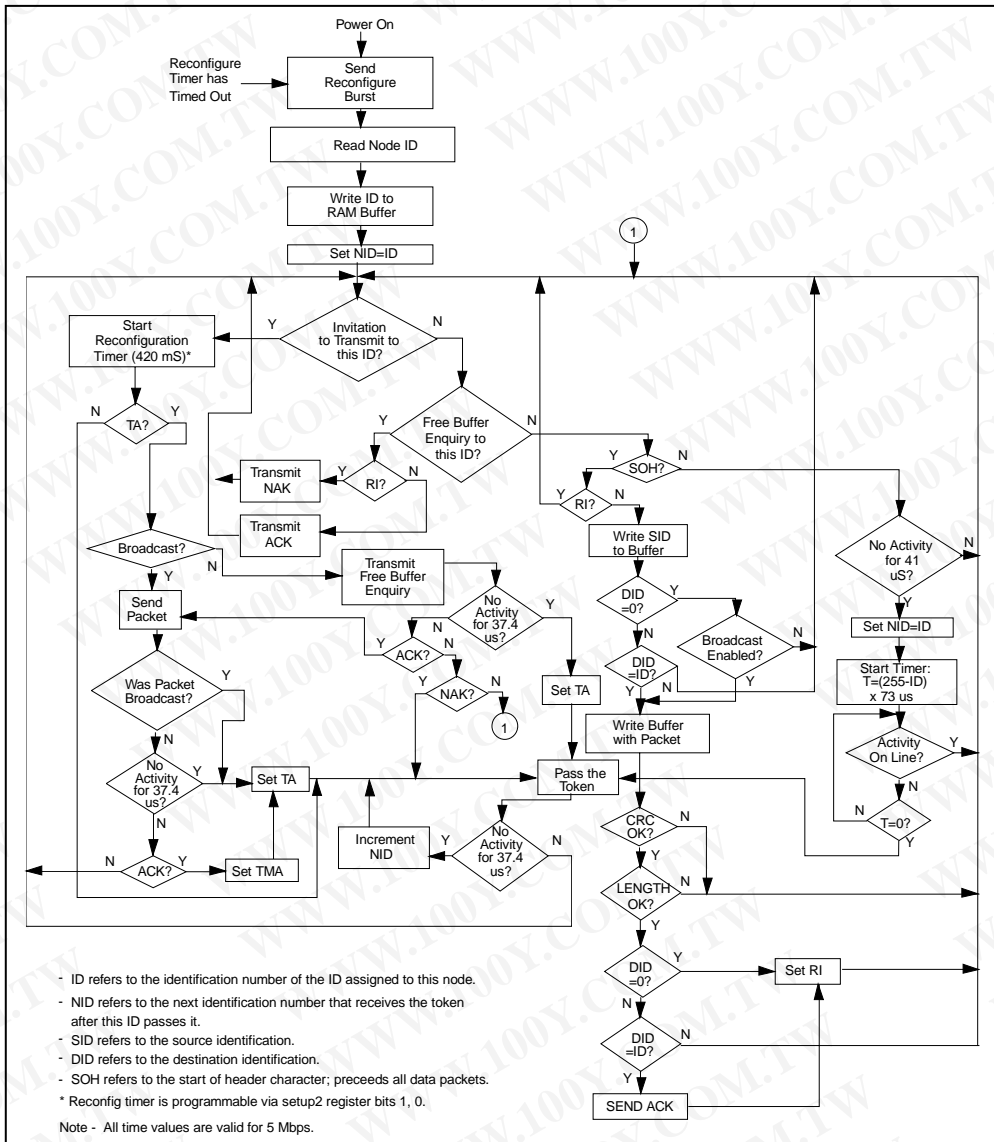 Power On
Reconfigure
Timer has
Timed Out
Send
Reconfigure
Burst
Read Node ID
Write ID to
RAM Buffer
Set NID=ID
1
Start
Reconfiguration
Timer (420 mS)*
Y
Invitation
to Transmit to
this ID?
N
N
TA?
Y
Y
Free Buffer
Enquiry to
this ID?
N
Transmit
NAK
Y
RI?
N
Y
SOH?
N
Transmit
ACK
Y
RI?
N
Write SID
to Buffer
No Activity
for 41
uS?
N
Y
Broadcast?
N
Y
Transmit
Free Buffer
Enquiry
DID
=0?
Y
N
Set NID=ID
Send
Packet
No
Activity
for 37.4
us?
Y
N
Broadcast
Enabled?
N
Y
ACK?
N
DID
=ID?
N
Y
Start Timer:
T=(255-ID)
x 73 us
Was Packet
Broadcast?
Y
N
Y
NAK?
N
1
Set TA
Write Buffer
with Packet
Activity
On Line?
Y
N
No
Activity
for 37.4
us?
Y
N
Set TA
Pass the
Token
N
T=0?
Y
Increment
NID
Y
No
Activity
for 37.4
us?
N
CRC
OK?
N
Y
N
ACK?
Y
Set TMA
LENGTH
OK?
N
Y
DID
=0?
Y
N
Set RI
DID
=ID?
N
Y
SEND ACK
- ID refers to the identification number of the ID assigned to this node.
- NID refers to the next identification number that receives the token
after this ID passes it.
- SID refers to the source identification.
- DID refers to the destination identification.
- SOH refers to the start of header character; preceeds all data packets.
* Reconfig timer is programmable via setup2 register bits 1, 0.
Note - All time values are valid for 5 Mbps.
WWW.100Y.COM.TW